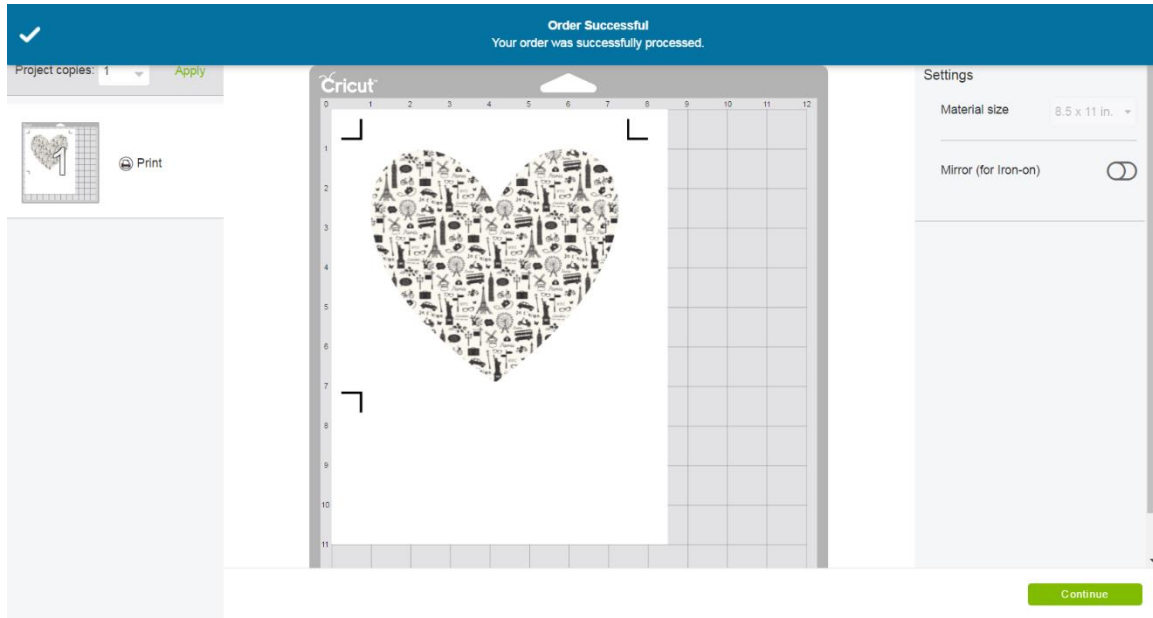 Order Successful
Your order was successfully processed.
Project copies: 1 Apply
1 Print
Cricut
0 1 2 3 4 5 6 7 8 9 10 11 12
1
2
3
4
5
6
7
8
9
10
11
Settings
Material size 8.5 x 11 in.
Mirror (for Iron-on)
Continue